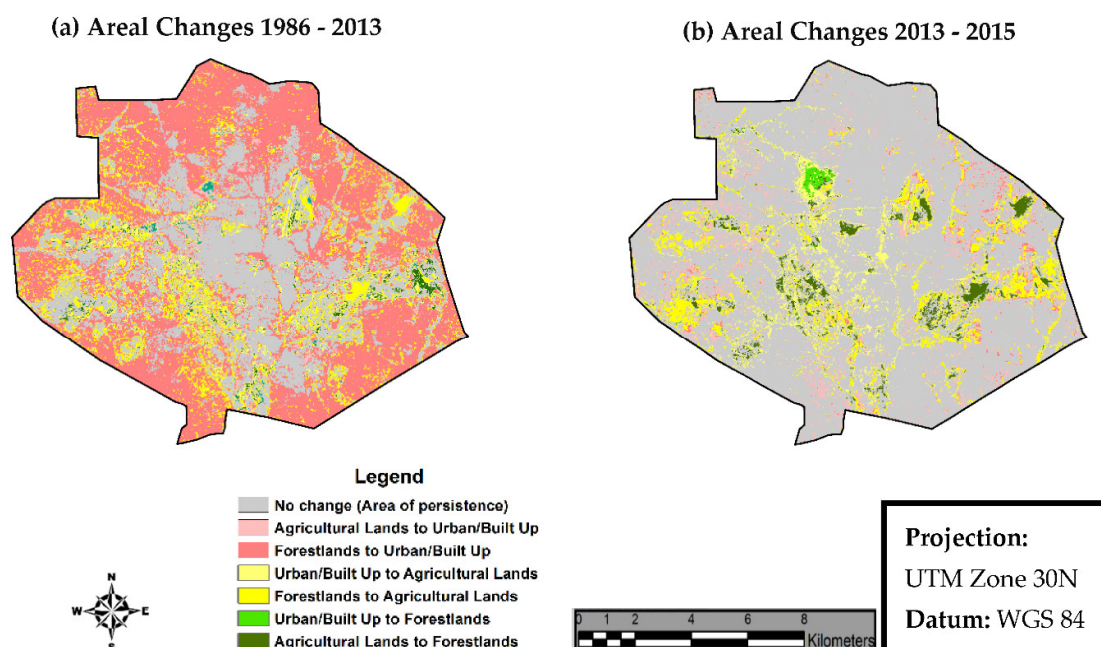 (a) Areal Changes 1986 - 2013
(b) Areal Changes 2013 - 2015
Legend
No change (Area of persistence)
Agricultural Lands to Urban/Built Up
Forestlands to Urban/Built Up
Urban/Built Up to Agricultural Lands
Forestlands to Agricultural Lands
Urban/Built Up to Forestlands
Agricultural Lands to Forestlands
N
W E
S
0 1 2 4 6 8
Kilometers
Projection:
UTM Zone 30N
Datum: WGS 84